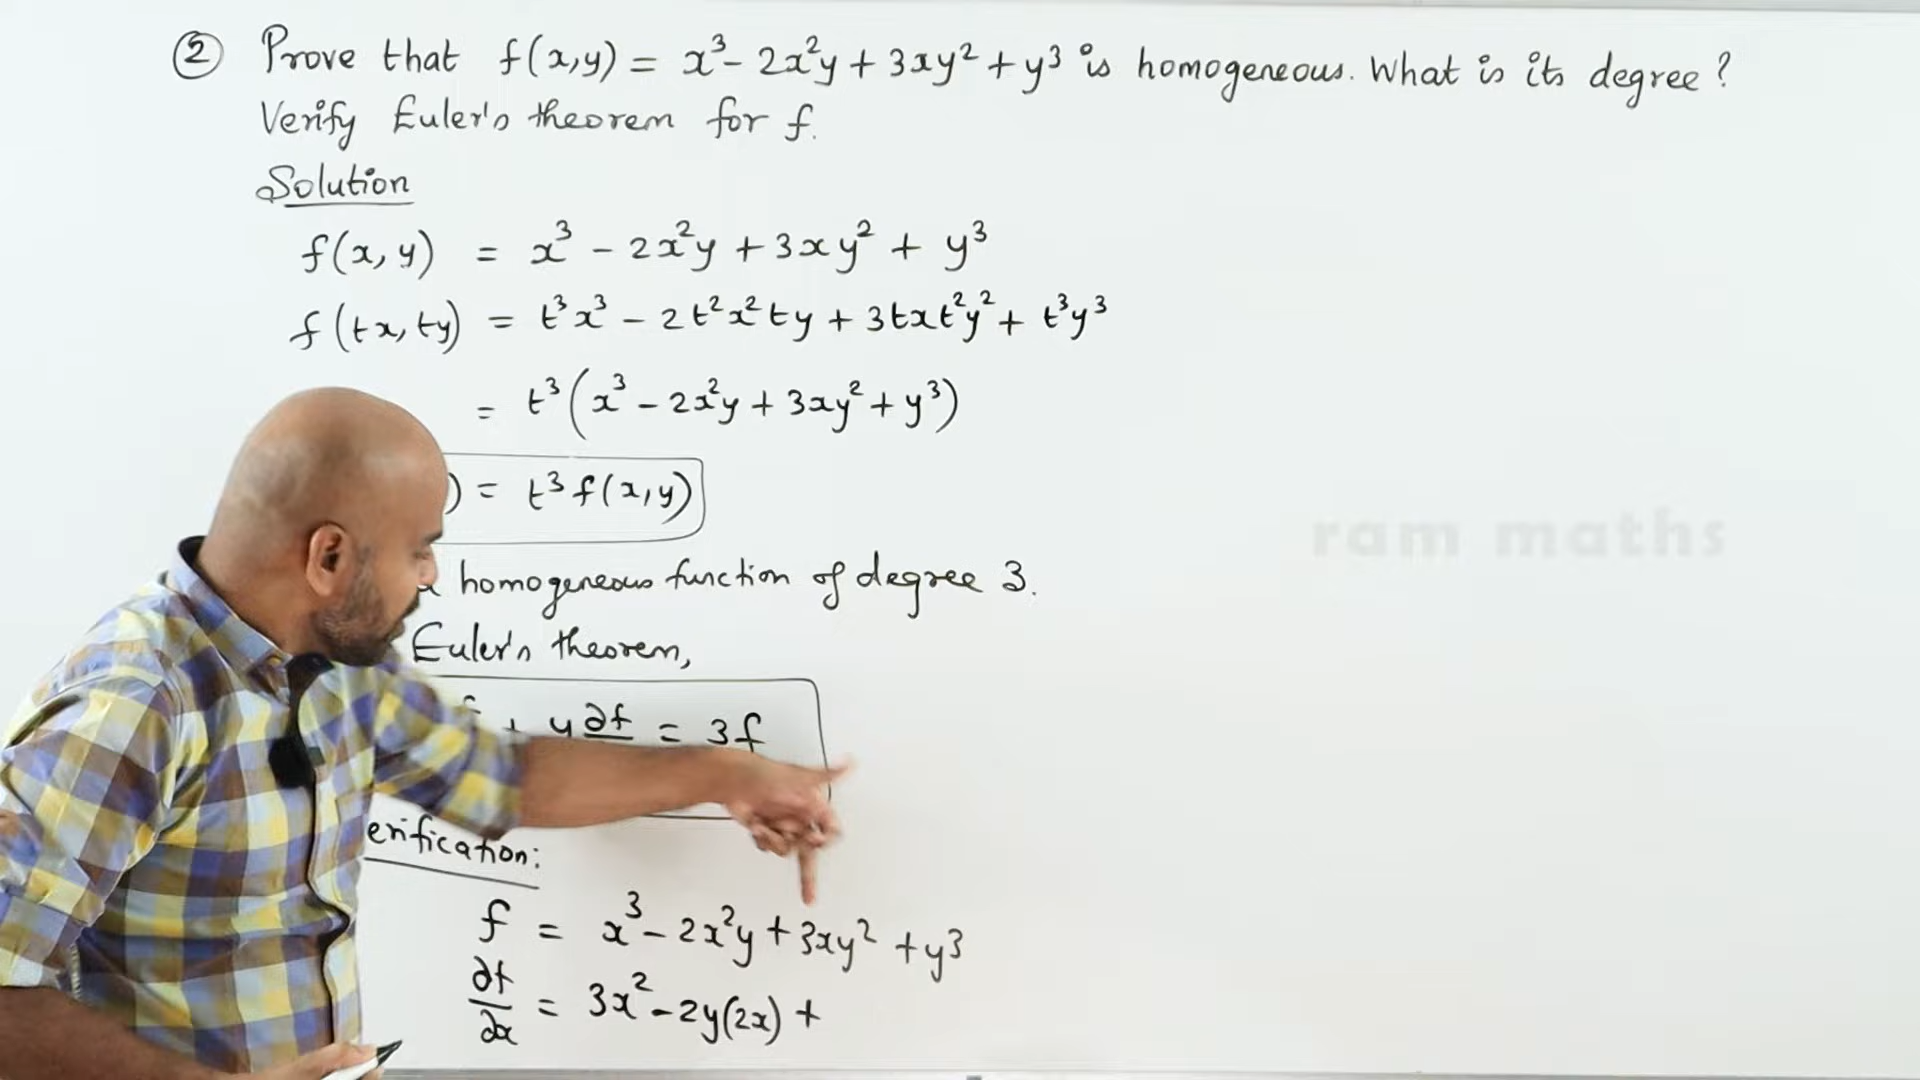 ② Prove that f(x,y) = x³ - 2x²y + 3xy² + y³ is homogeneous. What is its degree?
Verify Euler's theorem for f.
Solution
f(x,y) = x³ - 2x²y + 3xy² + y³
f(tx,ty) = t³x³ - 2t²x²ty + 3txt²y² + t³y³
= t³(x³ - 2x²y + 3xy² + y³)
) = t³f(x,y)
ram maths
homogeneous function of degree 3.
Euler's theorem,
+ y ∂f = 3f
erification:
f = x³ - 2x²y + 3xy² + y³
∂f/∂x = 3x² - 2y(2x) +